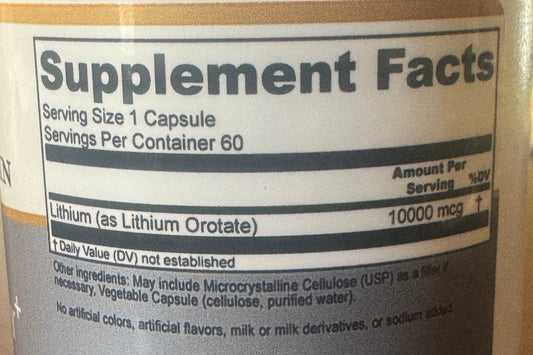 Supplement Facts
Serving Size 1 Capsule
Servings Per Container 60
Amount Per
Serving %DV
Lithium (as Lithium Orotate) 10000 mcg †
† Daily Value (DV) not established
Other ingredients: May include Microcrystalline Cellulose (USP) as a filler if
necessary, Vegetable Capsule (cellulose, purified water).
No artificial colors, artificial flavors, milk or milk derivatives, or sodium added.